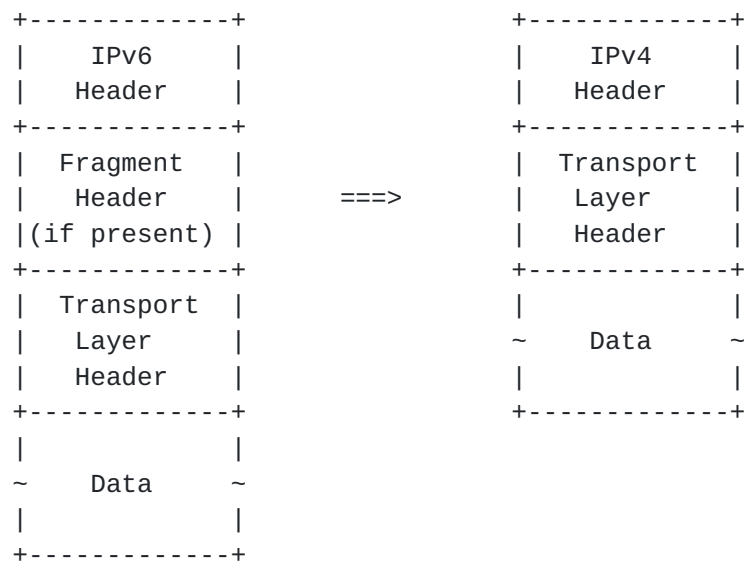 IPv6
Header
Fragment
Header
(if present)
Transport
Layer
Header
Data
===>
IPv4
Header
Transport
Layer
Header
Data